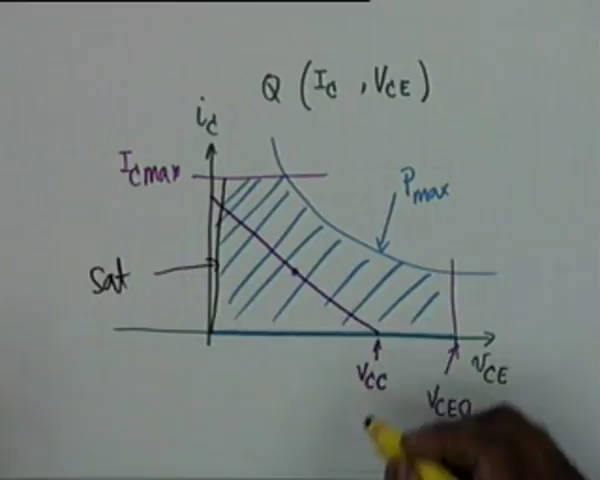 Q (IC , VCE)
ic
ICmax
Pmax
Sat
VCC
VCE
VCEO